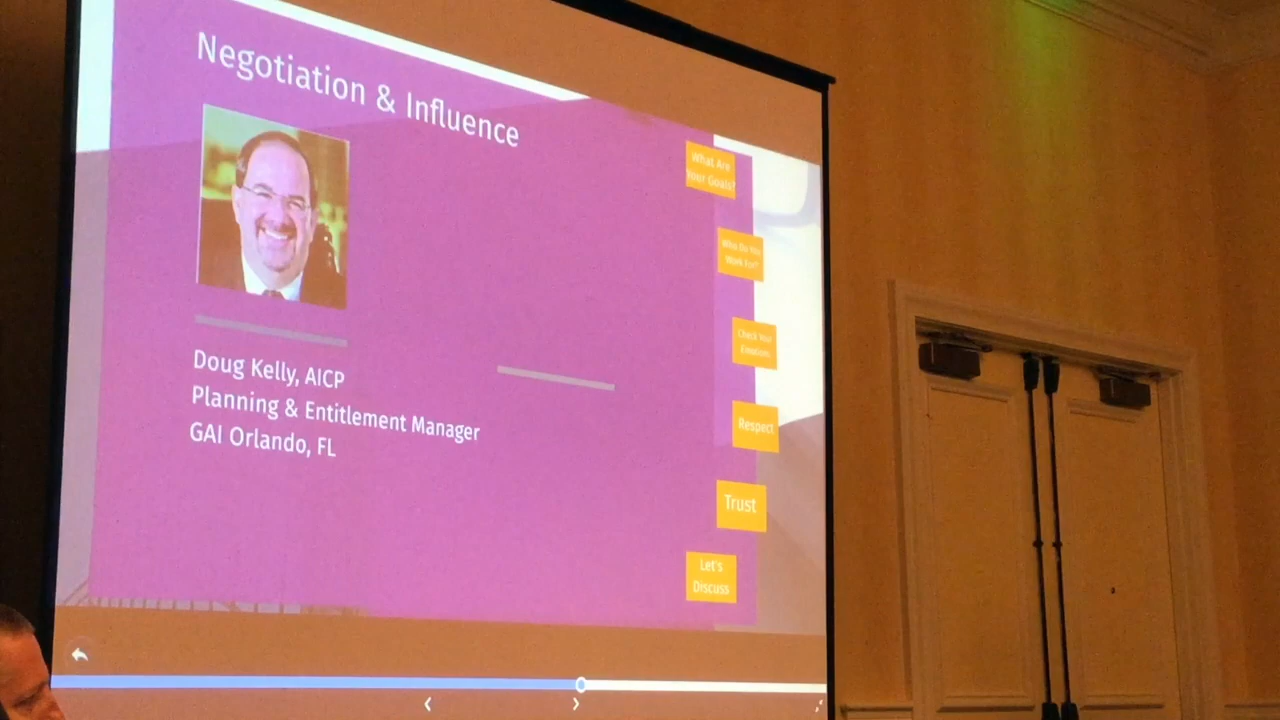 Negotiation & Influence
Doug Kelly, AICP
Planning & Entitlement Manager
GAI Orlando, FL
What Are
Your Goals?
Who Do You
Work For?
Check Your
Emotions
Respect
Trust
Let's
Discuss